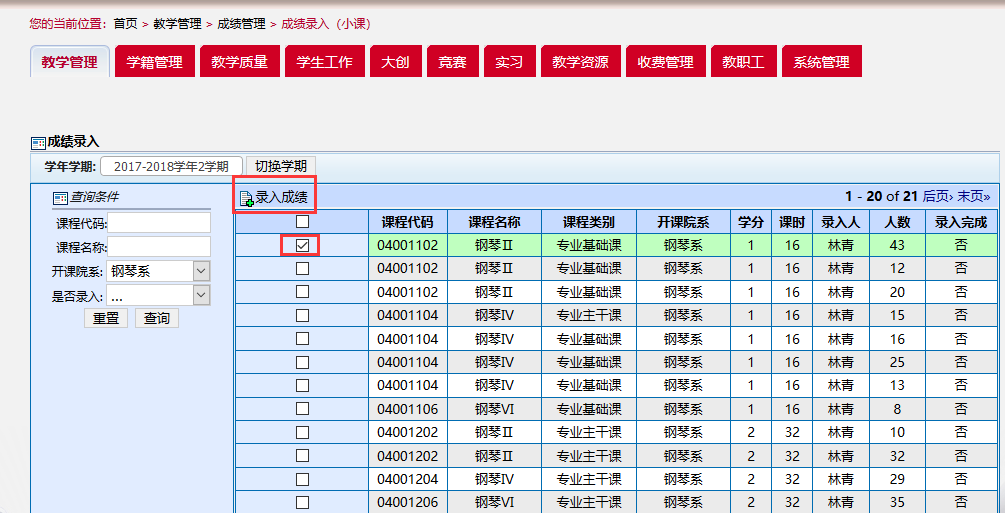 您的当前位置: 首页 > 教学管理 > 成绩管理 > 成绩录入（小课）
教学管理 学籍管理 教学质量 学生工作 大创 竞赛 实习 教学资源 收费管理 教职工 系统管理
成绩录入
学年学期: 2017-2018学年2学期 切换学期
查询条件
课程代码:
课程名称:
开课院系: 钢琴系
是否录入: ...
重置 查询
录入成绩 1 - 20 of 21 后页› 末页»
课程代码 课程名称 课程类别 开课院系 学分 课时 录入人 人数 录入完成
04001102 钢琴Ⅱ 专业基础课 钢琴系 1 16 林青 43 否
04001102 钢琴Ⅱ 专业基础课 钢琴系 1 16 林青 12 否
04001102 钢琴Ⅱ 专业基础课 钢琴系 1 16 林青 20 否
04001104 钢琴Ⅳ 专业主干课 钢琴系 1 16 林青 15 否
04001104 钢琴Ⅳ 专业基础课 钢琴系 1 16 林青 16 否
04001104 钢琴Ⅳ 专业基础课 钢琴系 1 16 林青 25 否
04001104 钢琴Ⅳ 专业基础课 钢琴系 1 16 林青 13 否
04001106 钢琴Ⅵ 专业基础课 钢琴系 1 16 林青 8 否
04001202 钢琴Ⅱ 专业主干课 钢琴系 2 32 林青 10 否
04001202 钢琴Ⅱ 专业主干课 钢琴系 2 32 林青 32 否
04001204 钢琴Ⅳ 专业主干课 钢琴系 2 32 林青 29 否
04001206 钢琴Ⅵ 专业主干课 钢琴系 2 32 林青 35 否